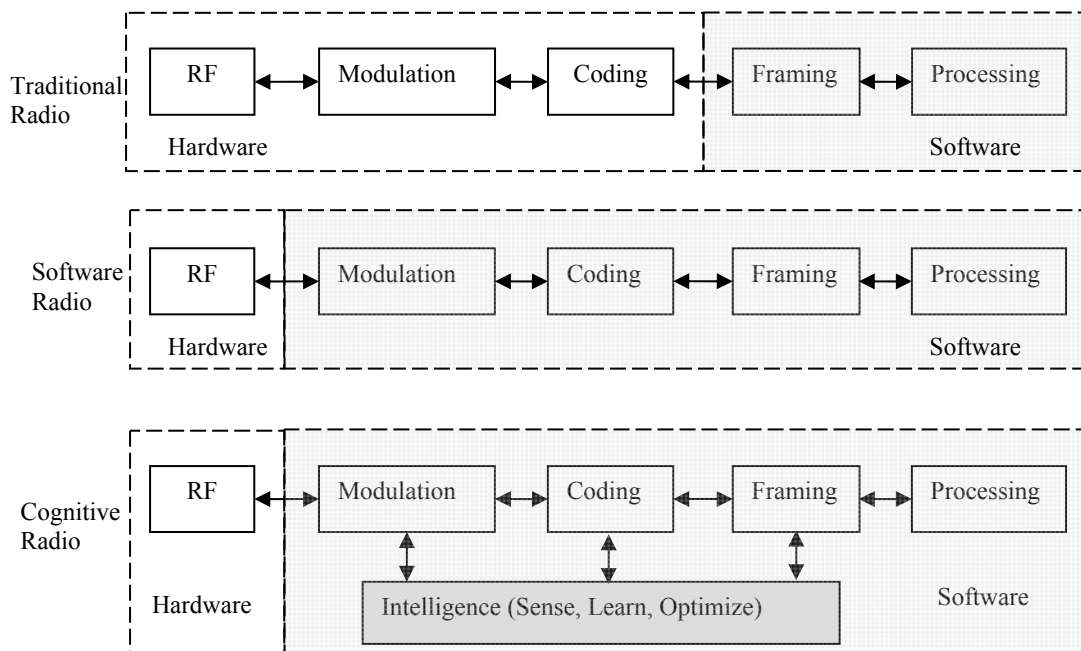 RF Modulation Coding Framing Processing
Traditional
Radio
Hardware Software
RF Modulation Coding Framing Processing
Software
Radio
Hardware Software
RF Modulation Coding Framing Processing
Cognitive
Radio
Hardware Software
Intelligence (Sense, Learn, Optimize)